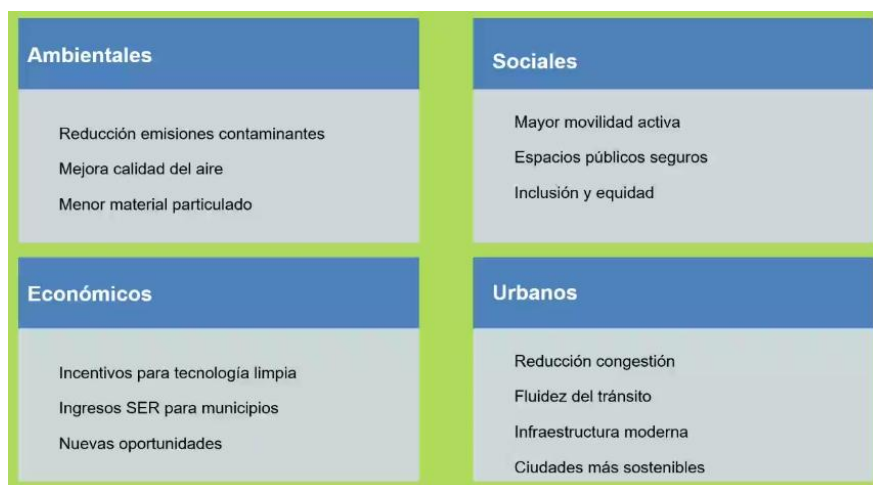 Ambientales
Reducción emisiones contaminantes
Mejora calidad del aire
Menor material particulado
Sociales
Mayor movilidad activa
Espacios públicos seguros
Inclusión y equidad
Económicos
Incentivos para tecnología limpia
Ingresos SER para municipios
Nuevas oportunidades
Urbanos
Reducción congestión
Fluidez del tránsito
Infraestructura moderna
Ciudades más sostenibles